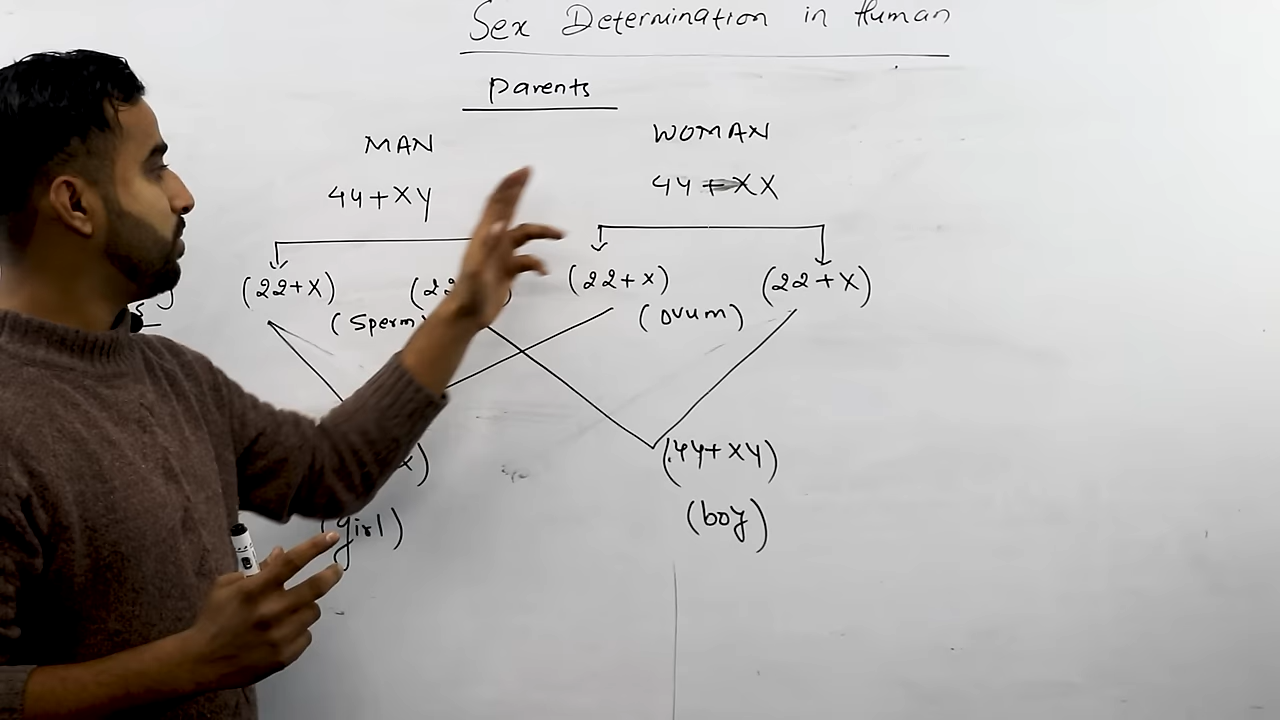 Sex Determination in Human
Parents
MAN
WOMAN
44+XY
44+XX
(22+X)
(22
(22+X)
(22+X)
(Sperm)
(Ovum)
(44+XY)
(girl)
(boy)